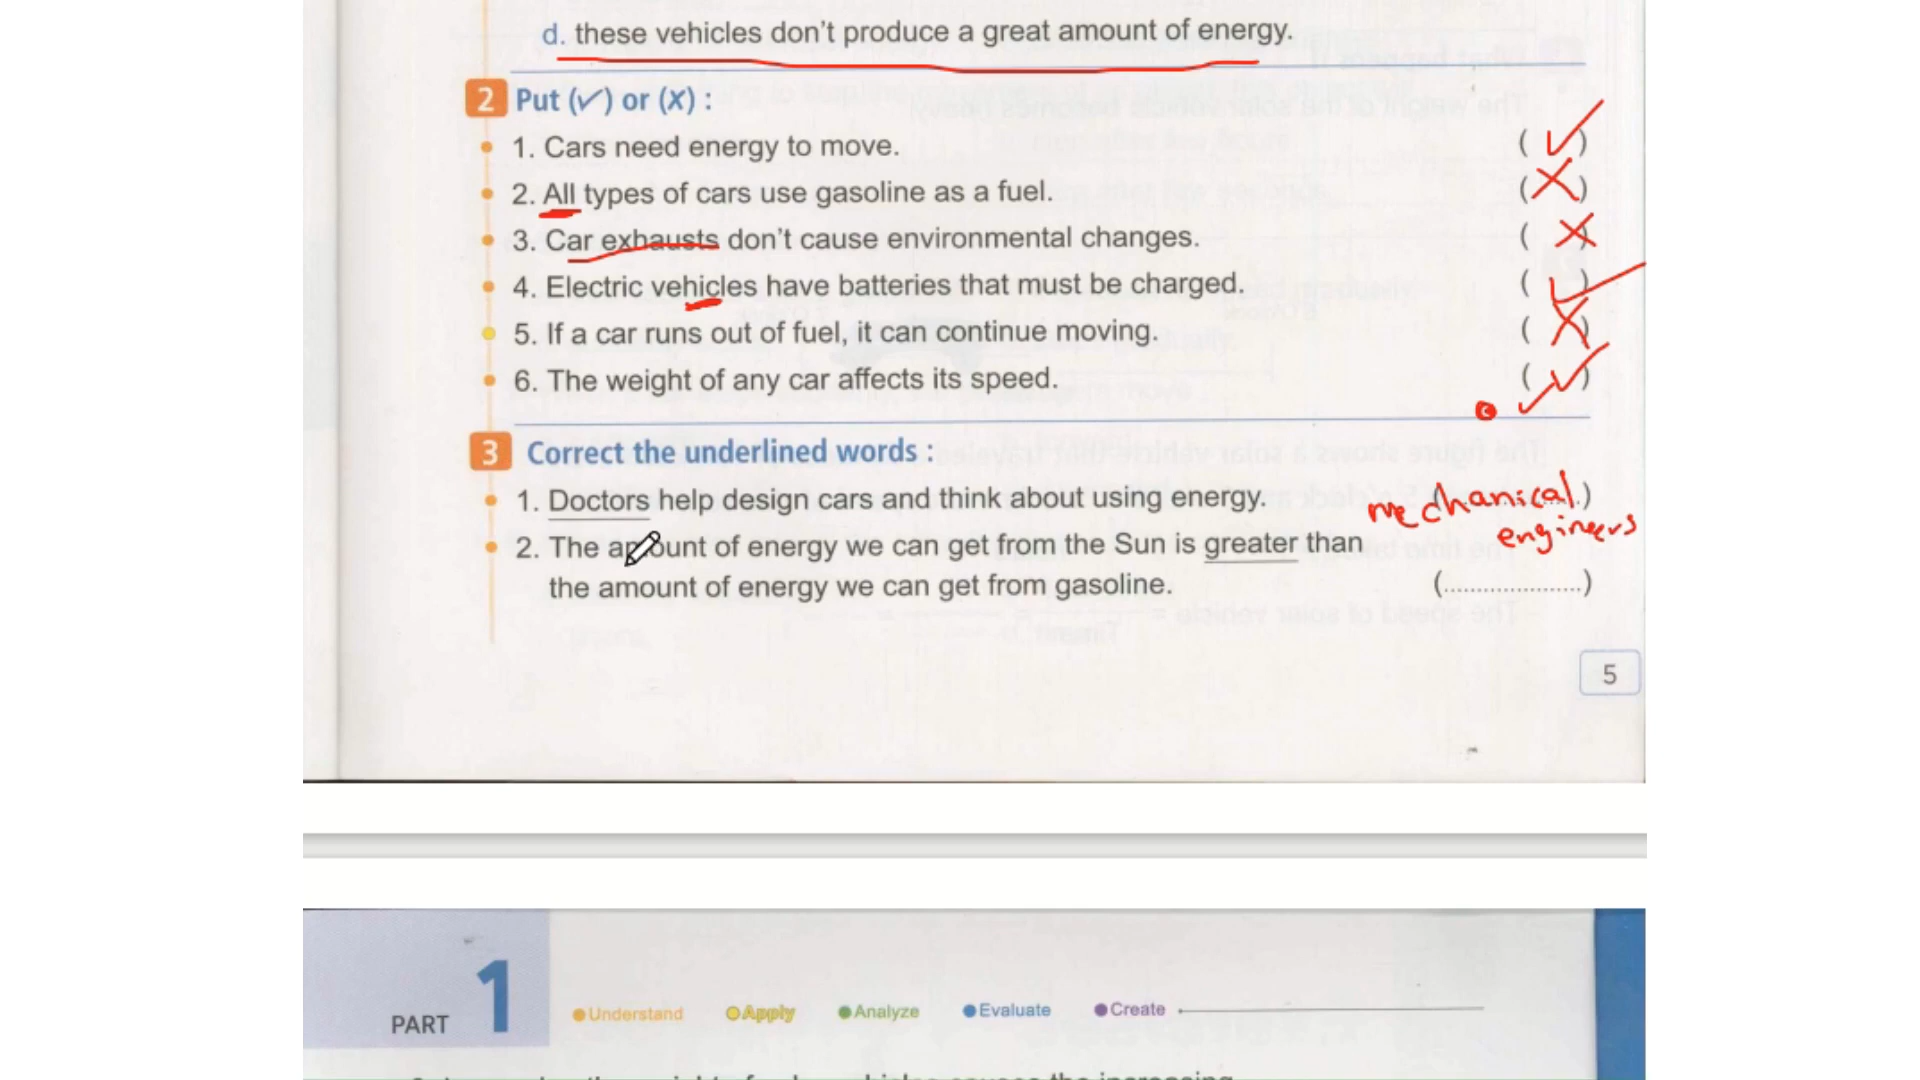 d. these vehicles don't produce a great amount of energy.
2 Put (✓) or (x) :
1. Cars need energy to move. ( ✓ )
2. All types of cars use gasoline as a fuel. ( X )
3. Car exhausts don't cause environmental changes. ( X )
4. Electric vehicles have batteries that must be charged. ( ✓ )
5. If a car runs out of fuel, it can continue moving. ( X )
6. The weight of any car affects its speed. ( ✓ )
3 Correct the underlined words :
1. Doctors help design cars and think about using energy. (mechanical
engineers
2. The amount of energy we can get from the Sun is greater than
the amount of energy we can get from gasoline. (....................)
5
PART 1
Understand Apply Analyze Evaluate Create